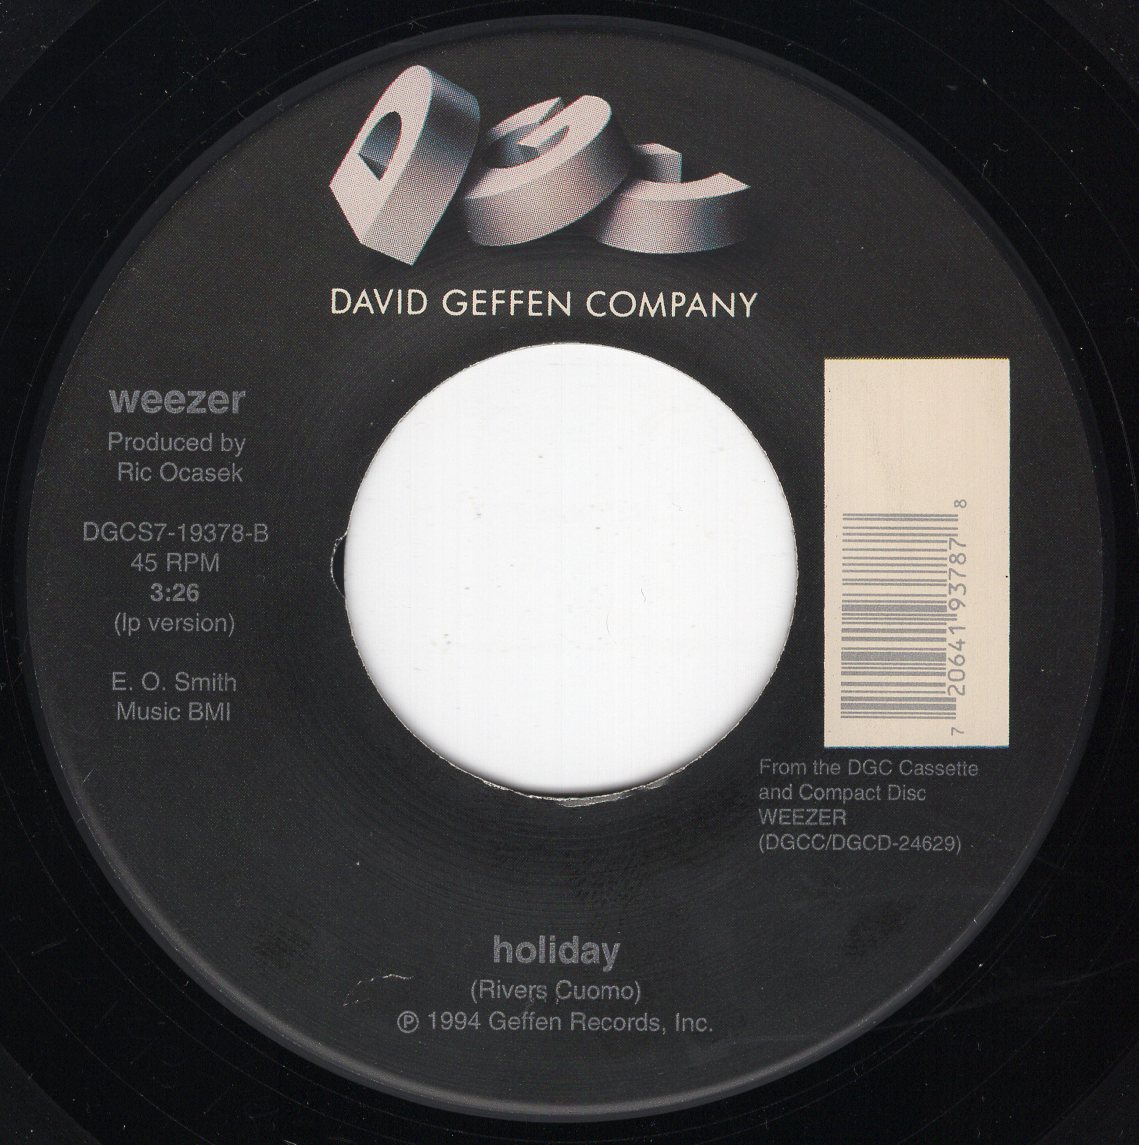 DGC
DAVID GEFFEN COMPANY
weezer
Produced by
Ric Ocasek
DGCS7-19378-B
45 RPM
3:26
(lp version)
E. O. Smith
Music BMI
7 20641 93787 8
From the DGC Cassette
and Compact Disc
WEEZER
(DGCC/DGCD-24629)
holiday
(Rivers Cuomo)
℗ 1994 Geffen Records, Inc.